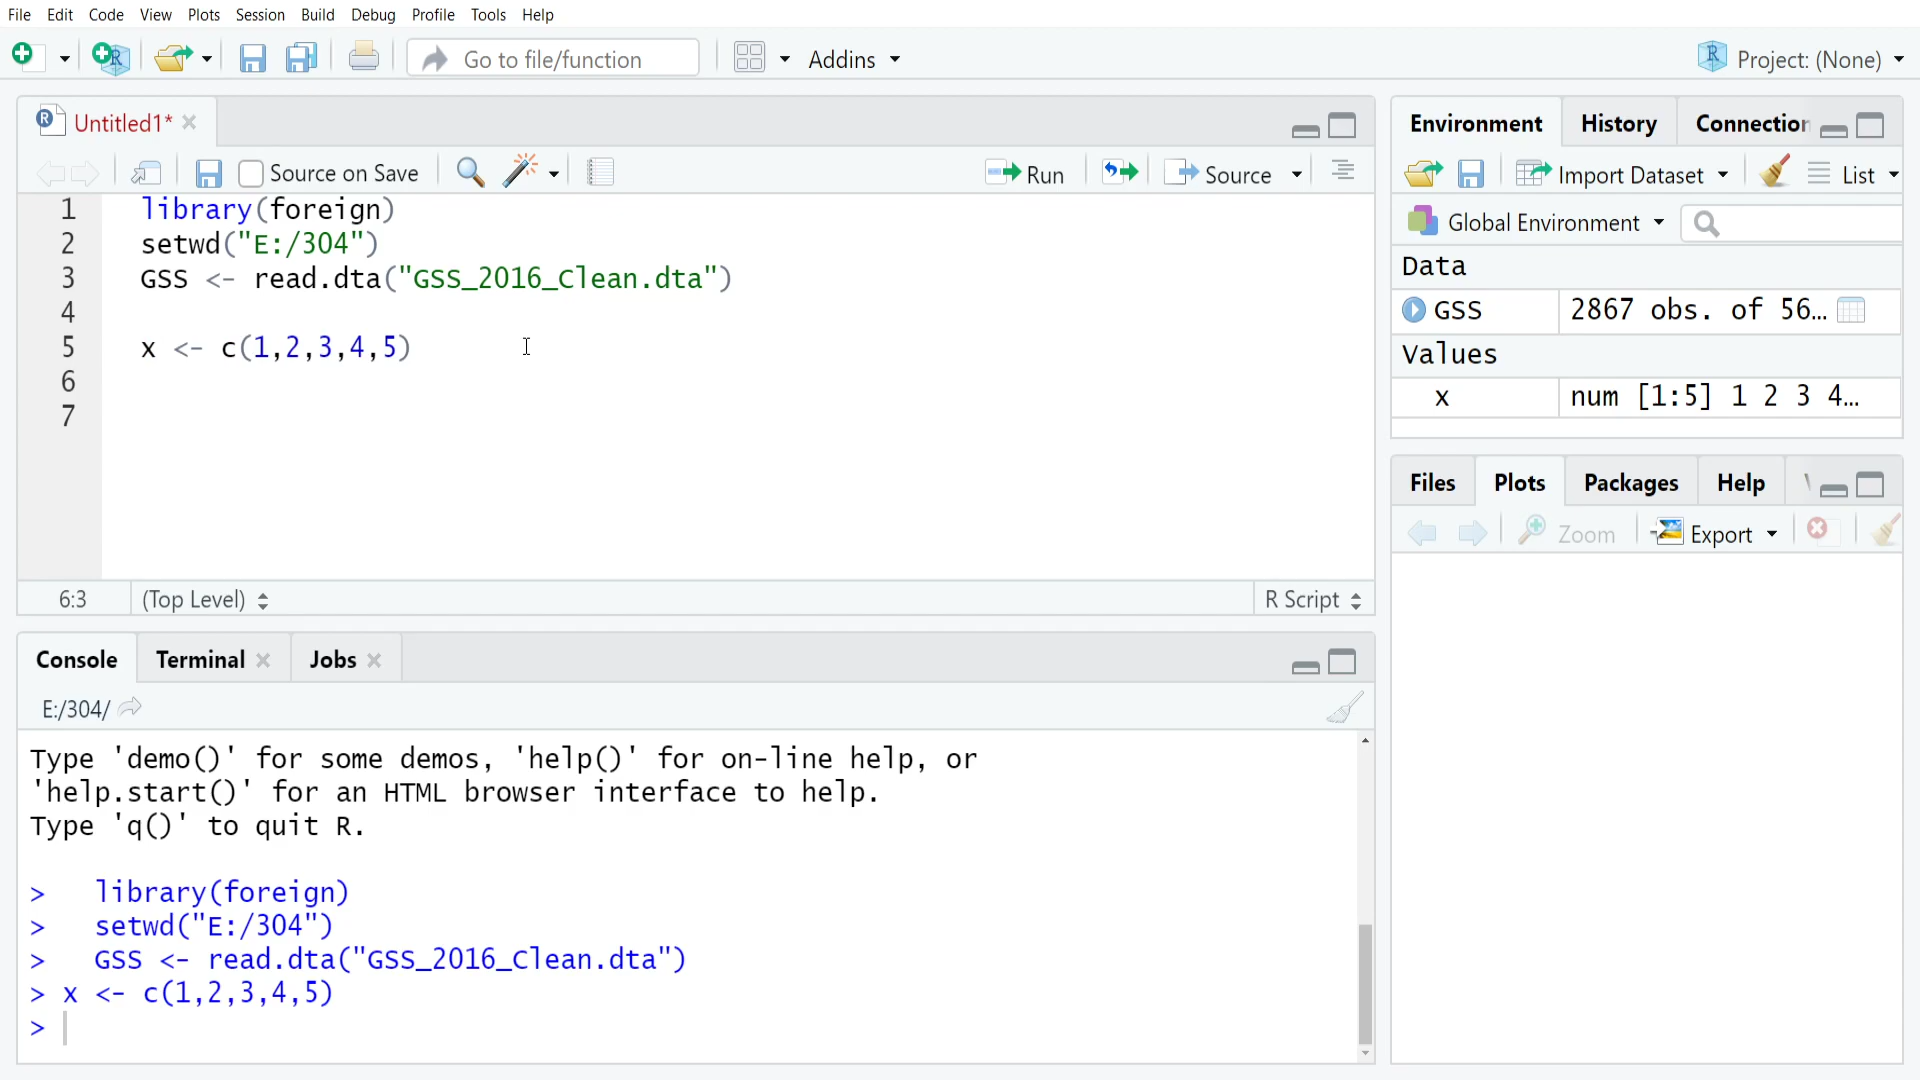 File Edit Code View Plots Session Build Debug Profile Tools Help
Go to file/function Addins Project: (None)
Untitled1*
Source on Save Run Source
1 library(foreign)
2 setwd("E:/304")
3 GSS <- read.dta("GSS_2016_Clean.dta")
4
5 x <- c(1,2,3,4,5)
6
7
6:3 (Top Level) R Script
Console Terminal Jobs
E:/304/
Type 'demo()' for some demos, 'help()' for on-line help, or
'help.start()' for an HTML browser interface to help.
Type 'q()' to quit R.
> library(foreign)
> setwd("E:/304")
> GSS <- read.dta("GSS_2016_Clean.dta")
> x <- c(1,2,3,4,5)
>
Environment History Connection
Import Dataset List
Global Environment
Data
GSS 2867 obs. of 56…
Values
x num [1:5] 1 2 3 4…
Files Plots Packages Help
Zoom Export